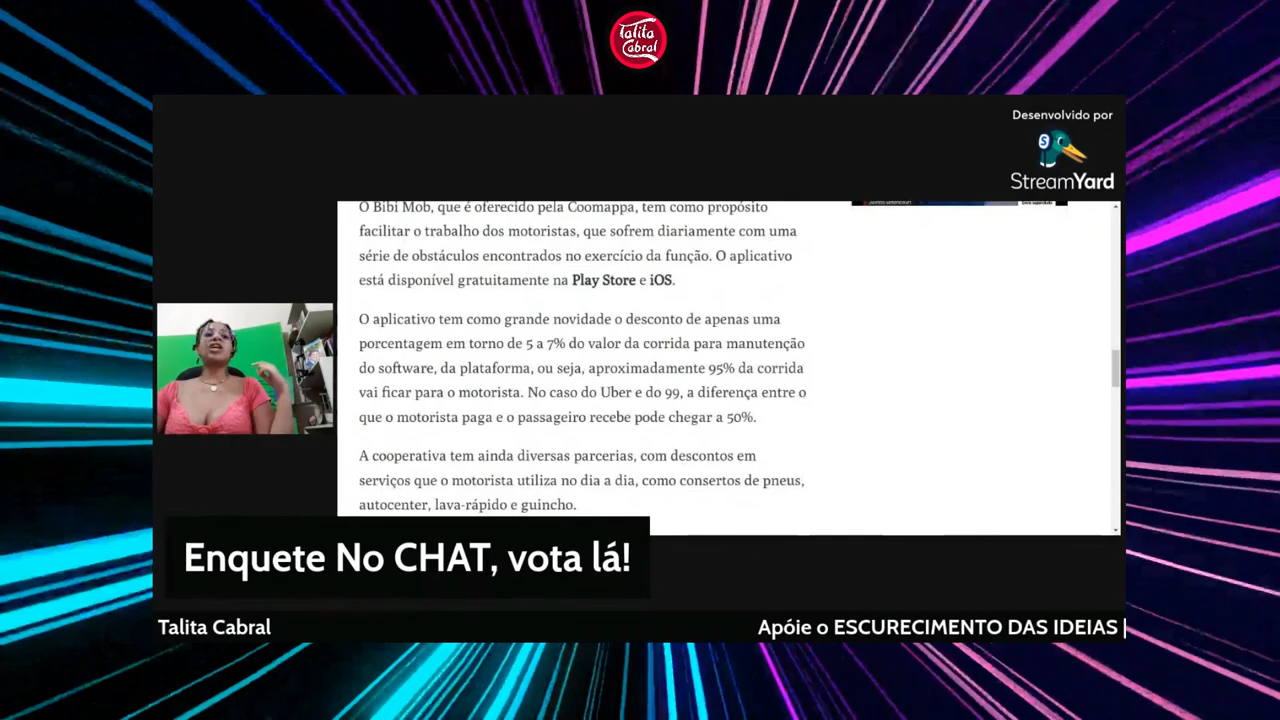 Talita
Cabral
Desenvolvido por
StreamYard
O Bibi Mob, que é oferecido pela Coomappa, tem como propósito
facilitar o trabalho dos motoristas, que sofrem diariamente com uma
série de obstáculos encontrados no exercício da função. O aplicativo
está disponível gratuitamente na Play Store e iOS.
O aplicativo tem como grande novidade o desconto de apenas uma
porcentagem em torno de 5 a 7% do valor da corrida para manutenção
do software, da plataforma, ou seja, aproximadamente 95% da corrida
vai ficar para o motorista. No caso do Uber e do 99, a diferença entre o
que o motorista paga e o passageiro recebe pode chegar a 50%.
A cooperativa tem ainda diversas parcerias, com descontos em
serviços que o motorista utiliza no dia a dia, como consertos de pneus,
autocenter, lava-rápido e guincho.
Enquete No CHAT, vota lá!
Talita Cabral
Apóie o ESCURECIMENTO DAS IDEIAS |